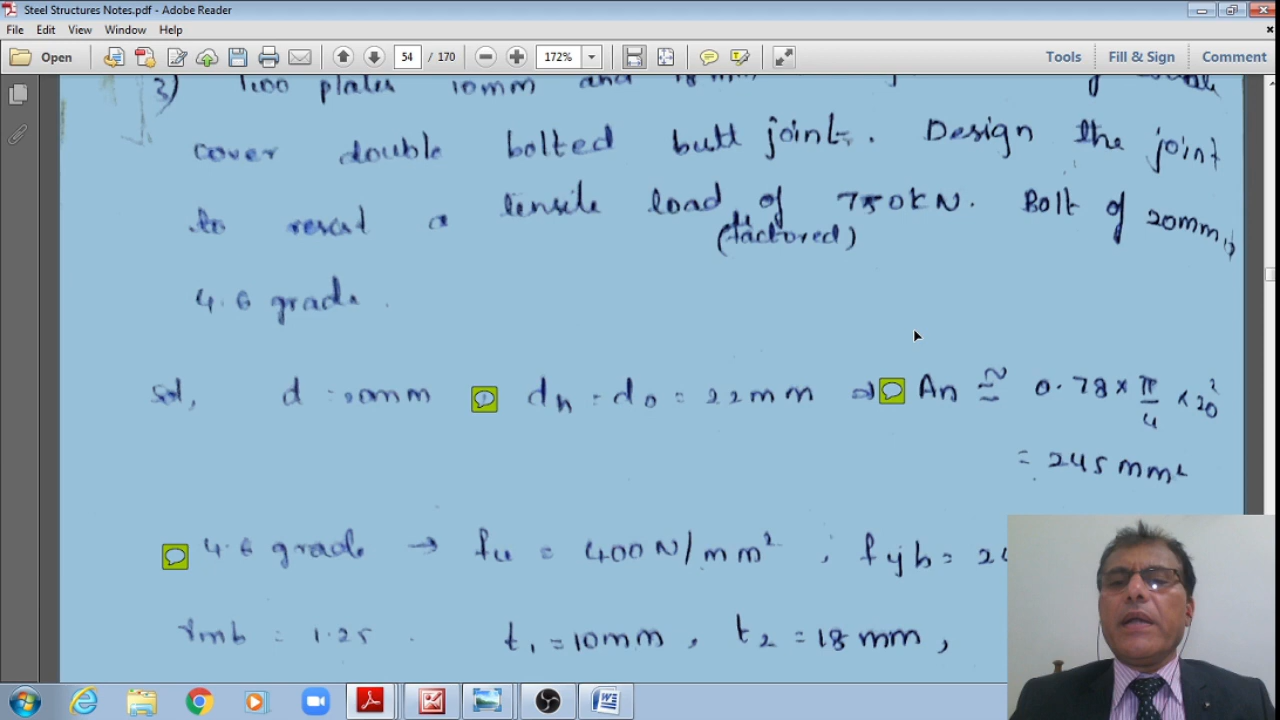 Steel Structures Notes.pdf - Adobe Reader
File Edit View Window Help
Open 54 / 170 172% Tools Fill & Sign Comment
3) Two plates 10mm and 18mm
cover double bolted butt joint. Design the joint
to resist a tensile load of 750kN. Bolt of 20mm,
(factored)
4.6 grade.
sol, d = 20mm dh = do = 22mm ⇒ An ≅ 0.78 × π/4 × 20²
= 245 mm²
4.6 grade → fu = 400 N/mm² ; fyb = 24
γmb = 1.25 . t₁ = 10mm , t₂ = 18 mm ,